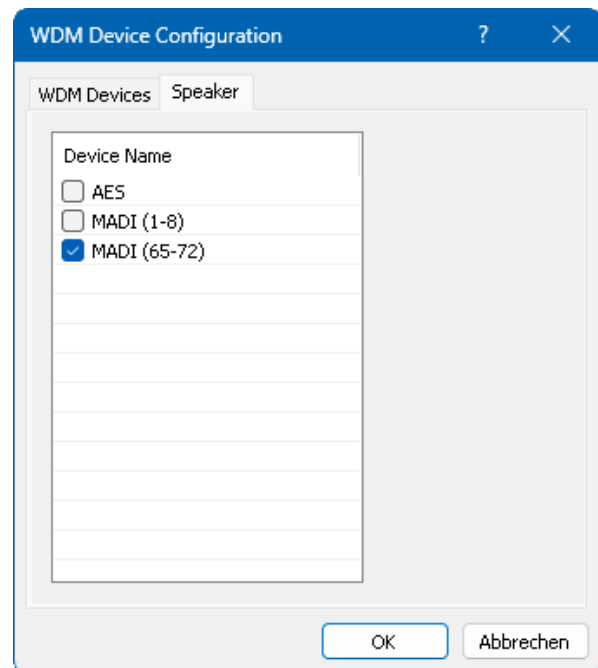 WDM Device Configuration ?
WDM Devices Speaker
Device Name
AES
MADI (1-8)
MADI (65-72)
OK Abbrechen